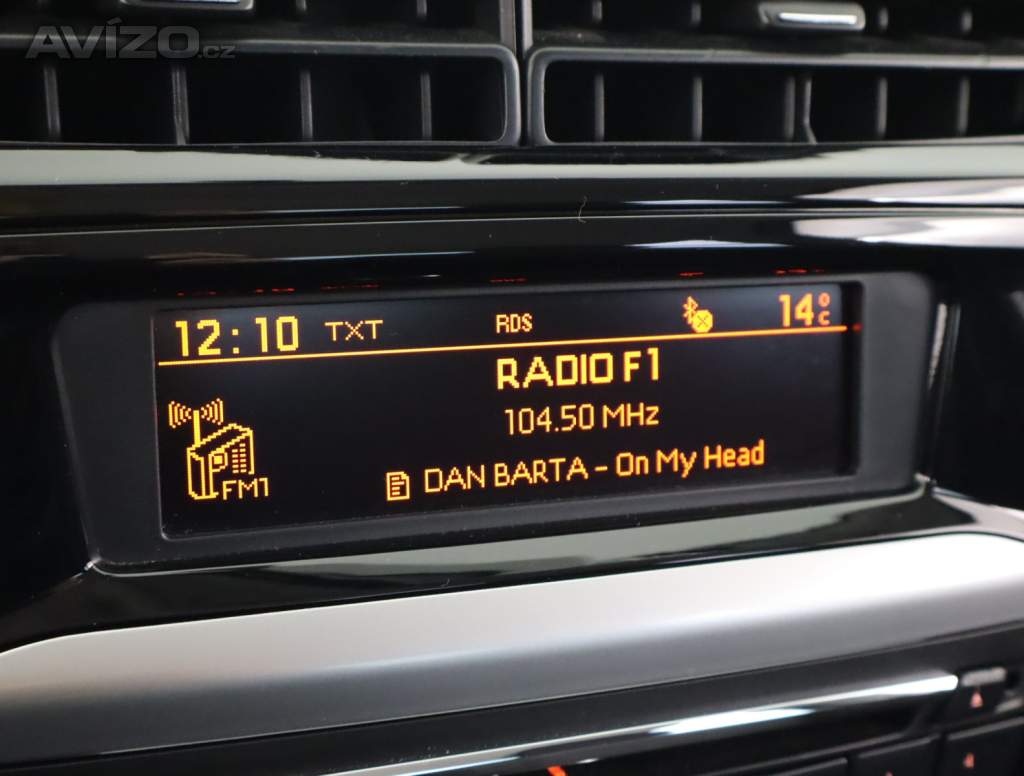 AVÍZO.cz
12:10 TXT RDS 14°C
RADIO F1
104.50 MHz
FM1
DAN BARTA - On My Head